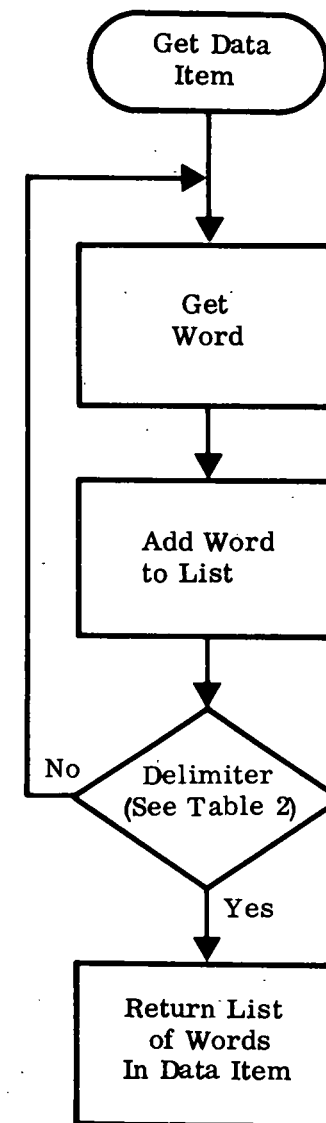 Get Data
Item
Get
Word
Add Word
to List
No
Delimiter
(See Table 2)
Yes
Return List
of Words
In Data Item